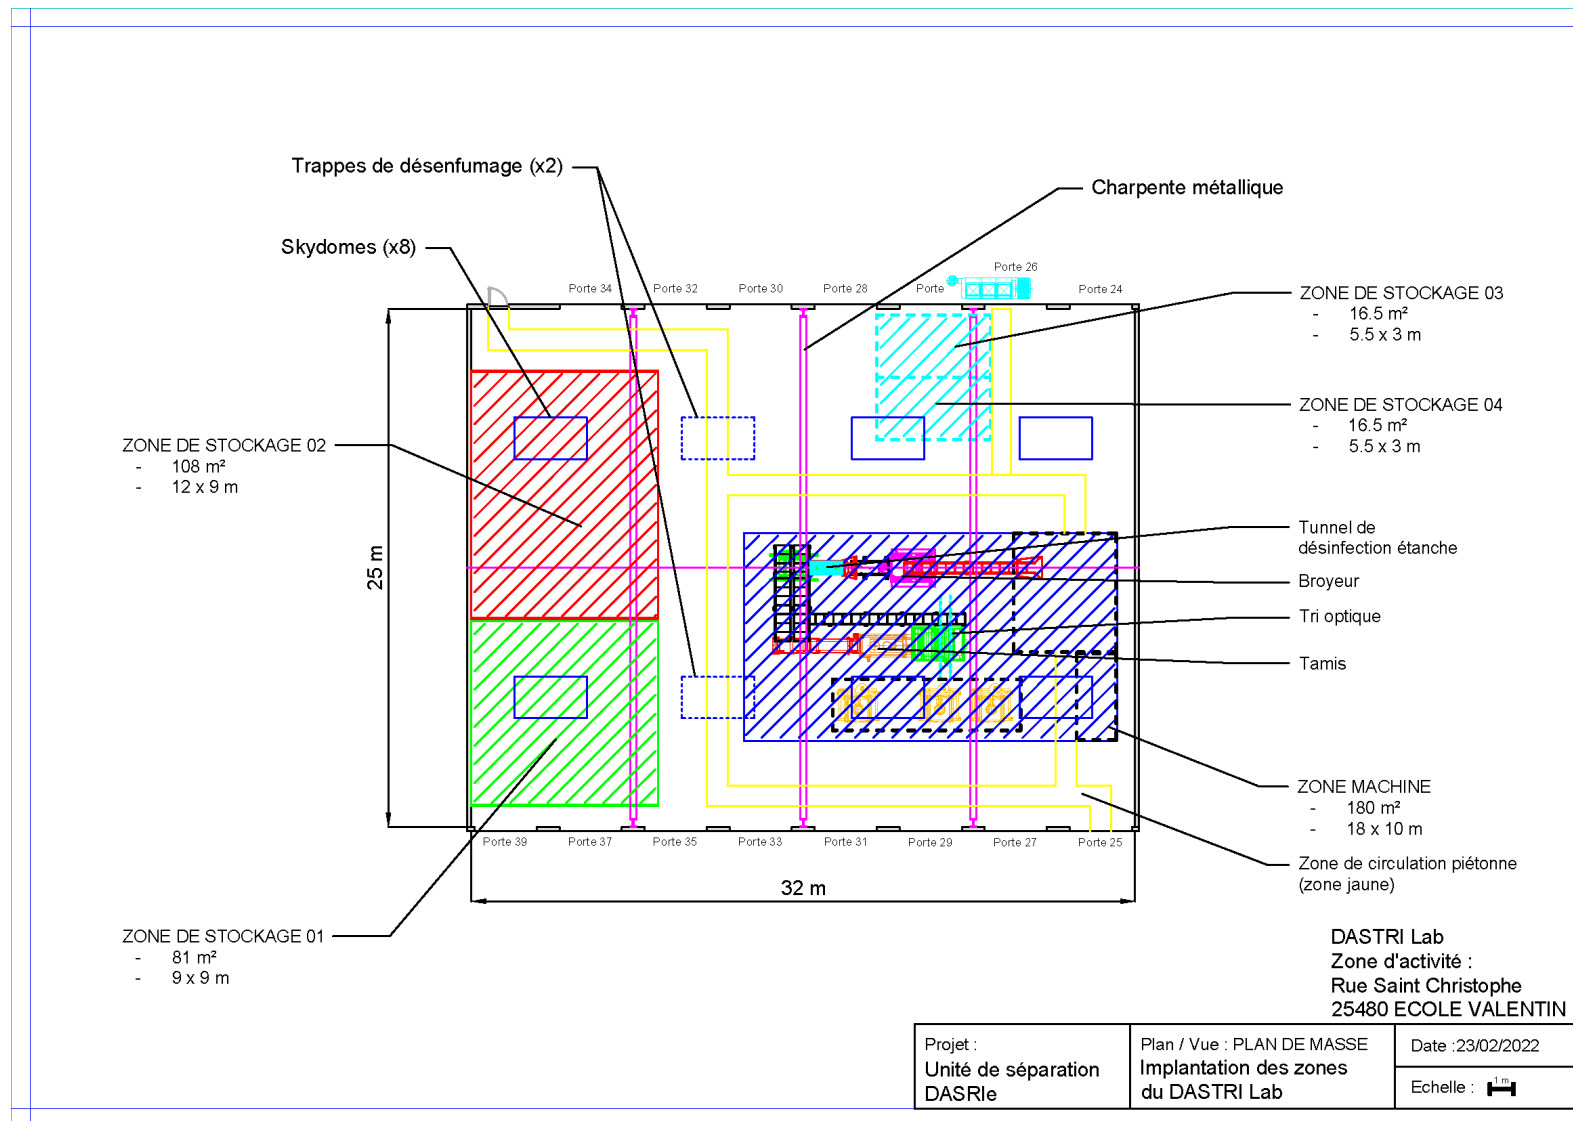 Trappes de désenfumage (x2)
Charpente métallique
Skydomes (x8)
Porte 26
Porte 34
Porte 32
Porte 30
Porte 28
Porte
Porte 24
ZONE DE STOCKAGE 03
- 16.5 m²
- 5.5 x 3 m
ZONE DE STOCKAGE 04
- 16.5 m²
- 5.5 x 3 m
ZONE DE STOCKAGE 02
- 108 m²
- 12 x 9 m
25 m
Tunnel de
désinfection étanche
Broyeur
Tri optique
Tamis
ZONE MACHINE
- 180 m²
- 18 x 10 m
Porte 39
Porte 37
Porte 35
Porte 33
Porte 31
Porte 29
Porte 27
Porte 25
Zone de circulation piétonne
(zone jaune)
32 m
ZONE DE STOCKAGE 01
- 81 m²
- 9 x 9 m
DASTRI Lab
Zone d'activité :
Rue Saint Christophe
25480 ECOLE VALENTIN
Projet :
Unité de séparation
DASRIe
Plan / Vue : PLAN DE MASSE
Implantation des zones
du DASTRI Lab
Date :23/02/2022
Echelle : 1 m